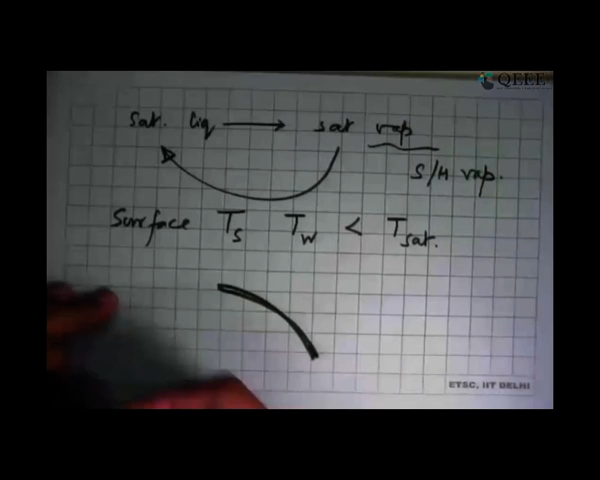 QEEE
Sat. liq → sat vap
S/H vap.
Surface Ts Tw < Tsat.
ETSC, IIT DELHI